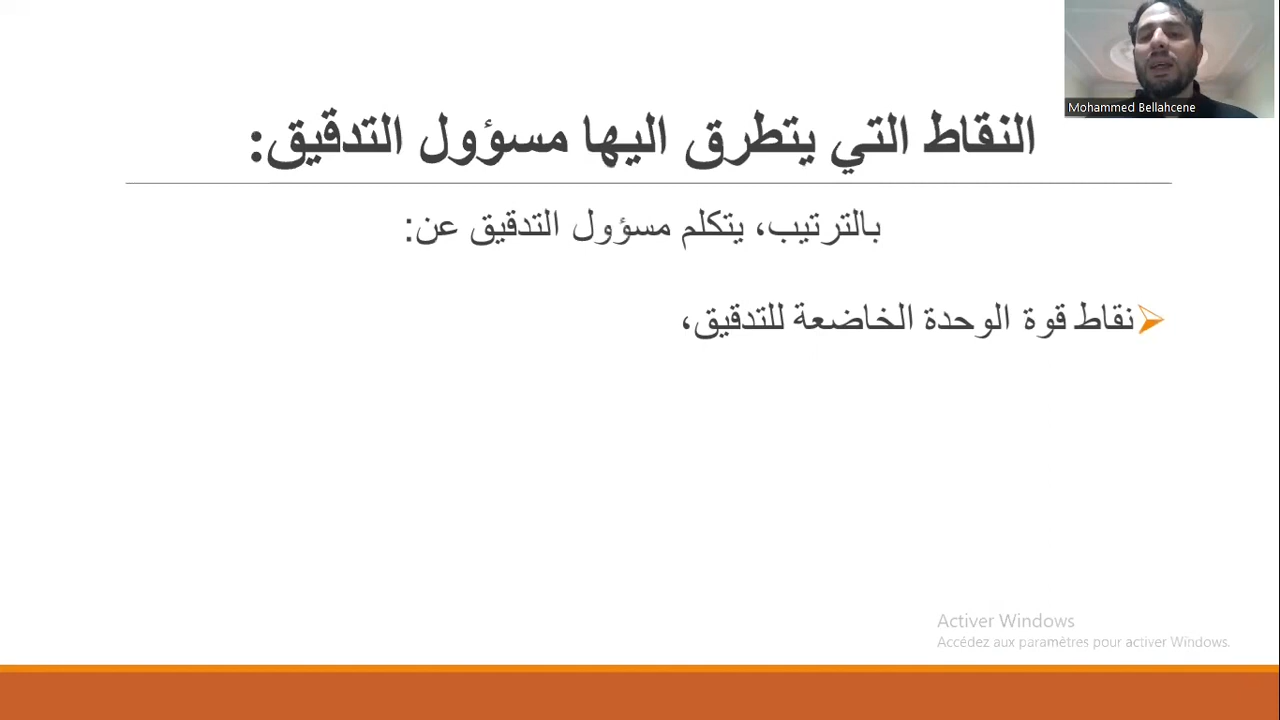 Mohammed Bellahcene
النقاط التي يتطرق اليها مسؤول التدقيق:
بالترتيب، يتكلم مسؤول التدقيق عن:
نقاط قوة الوحدة الخاضعة للتدقيق،
Activer Windows
Accédez aux paramètres pour activer Windows.